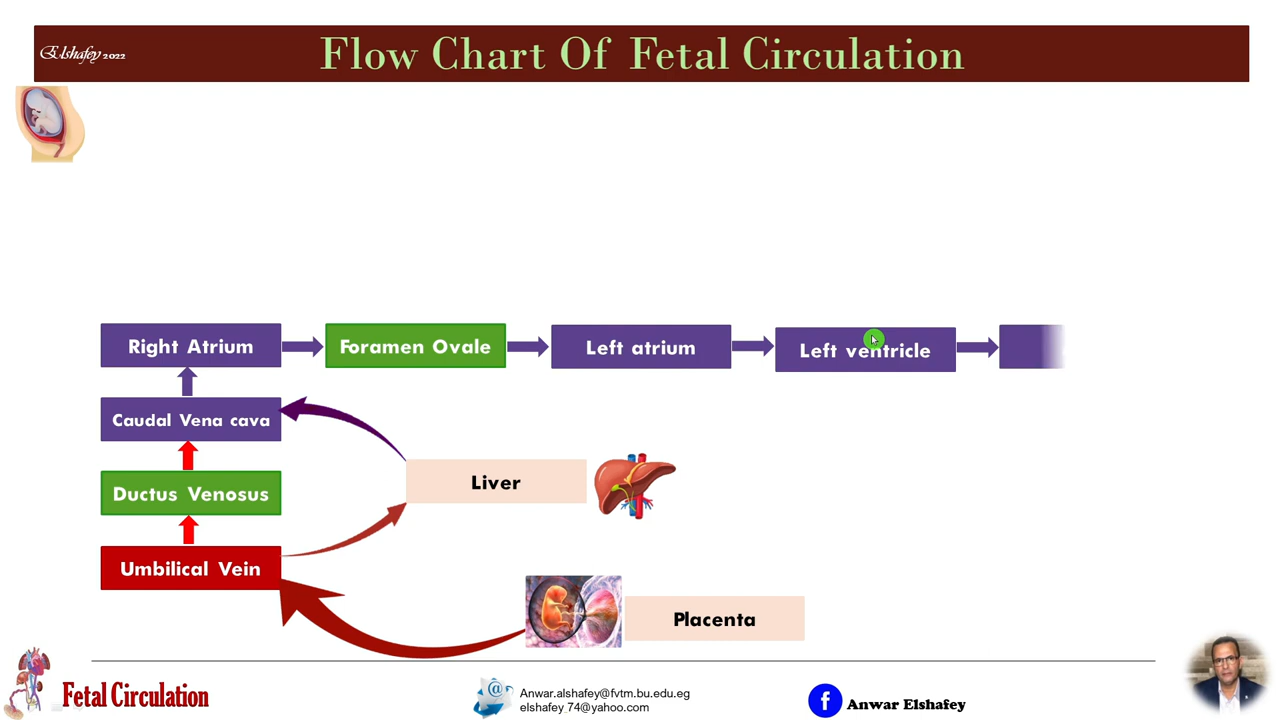 Elshafey 2022
Flow Chart Of Fetal Circulation
Right Atrium
Foramen Ovale
Left atrium
Left ventricle
Caudal Vena cava
Liver
Ductus Venosus
Umbilical Vein
Placenta
Fetal Circulation
@
Anwar.alshafey@fvtm.bu.edu.eg
elshafey 74@yahoo.com
f
Anwar Elshafey